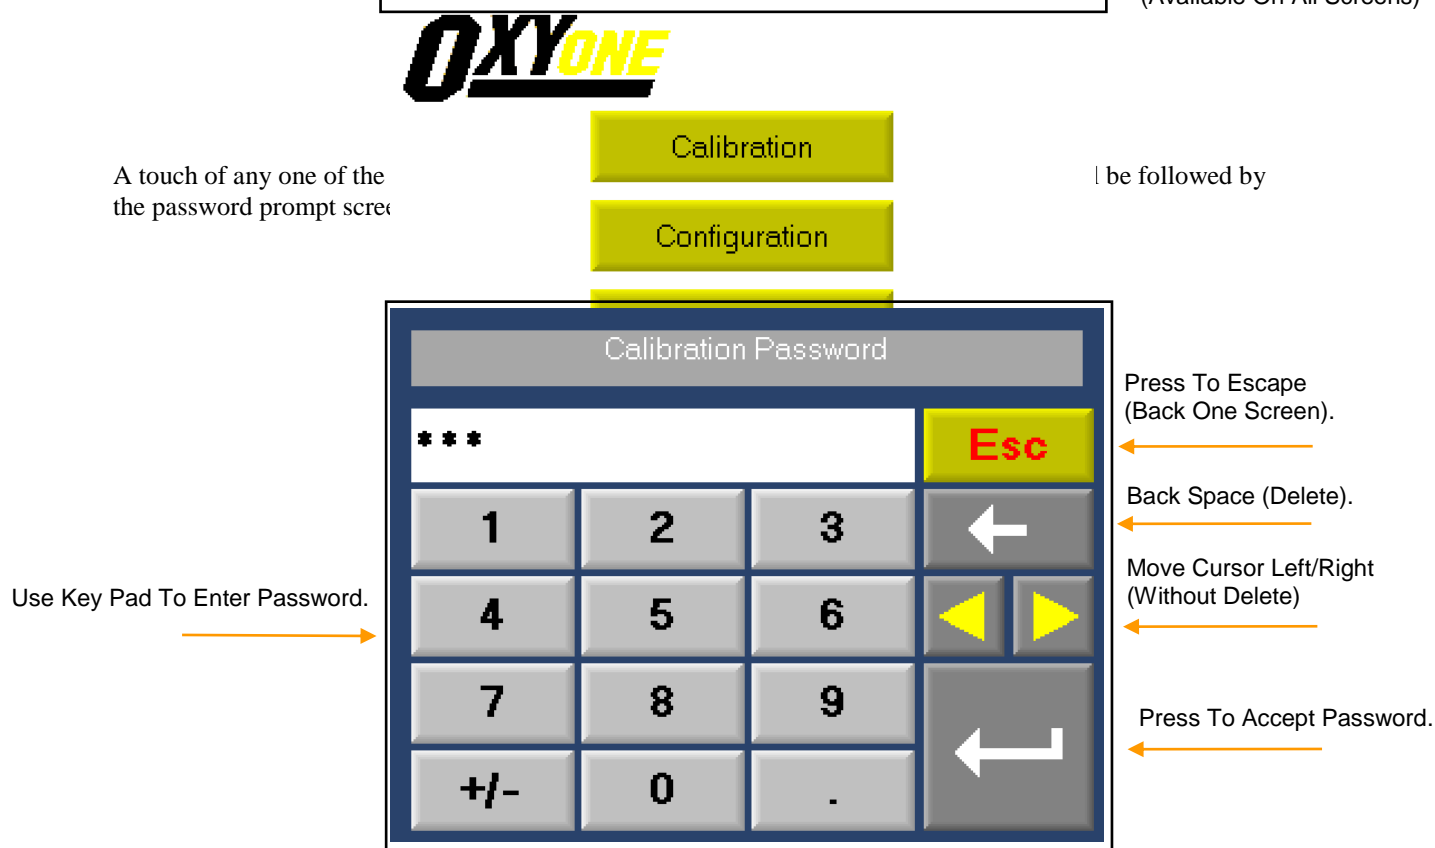 (Available On All Screens)
OXYONE
Calibration
A touch of any one of the
be followed by
the password prompt
Configuration
Calibration Password
***
Esc
1 2 3
4 5 6
7 8 9
+/- 0 .
Use Key Pad To Enter Password.
Press To Escape
(Back One Screen).
Back Space (Delete).
Move Cursor Left/Right
(Without Delete)
Press To Accept Password.